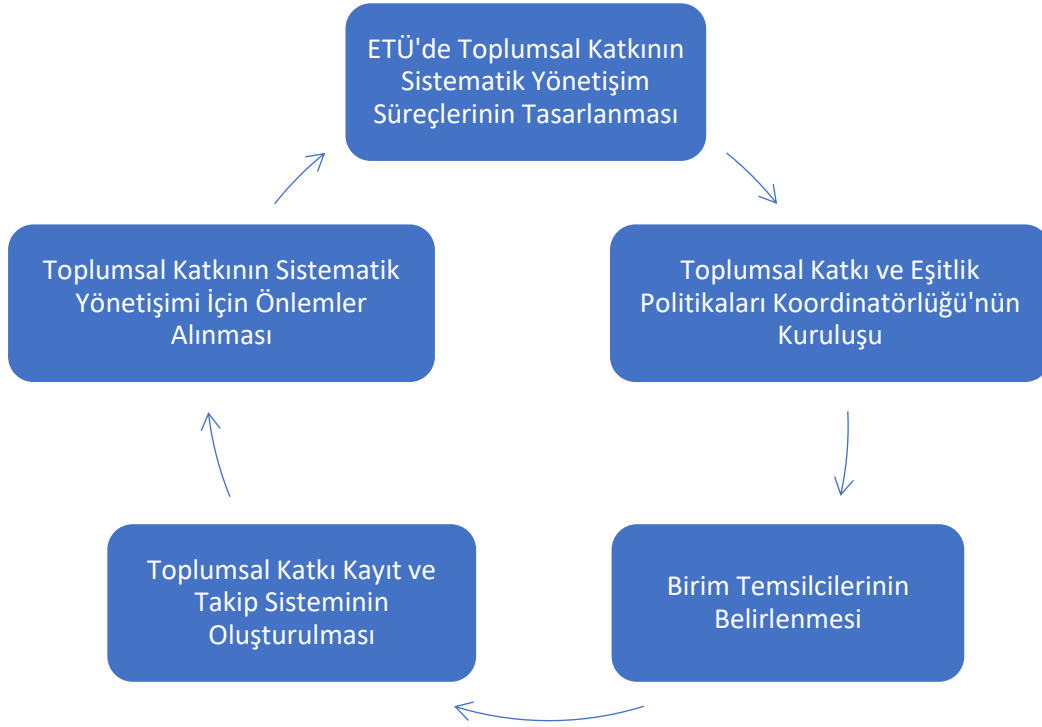 ETÜ'de Toplumsal Katkının
Sistematik Yönetişim
Süreçlerinin Tasarlanması
Toplumsal Katkı ve Eşitlik
Politikaları Koordinatörlüğü'nün
Kuruluşu
Birim Temsilcilerinin
Belirlenmesi
Toplumsal Katkı Kayıt ve
Takip Sisteminin
Oluşturulması
Toplumsal Katkının Sistematik
Yönetişimi İçin Önlemler
Alınması